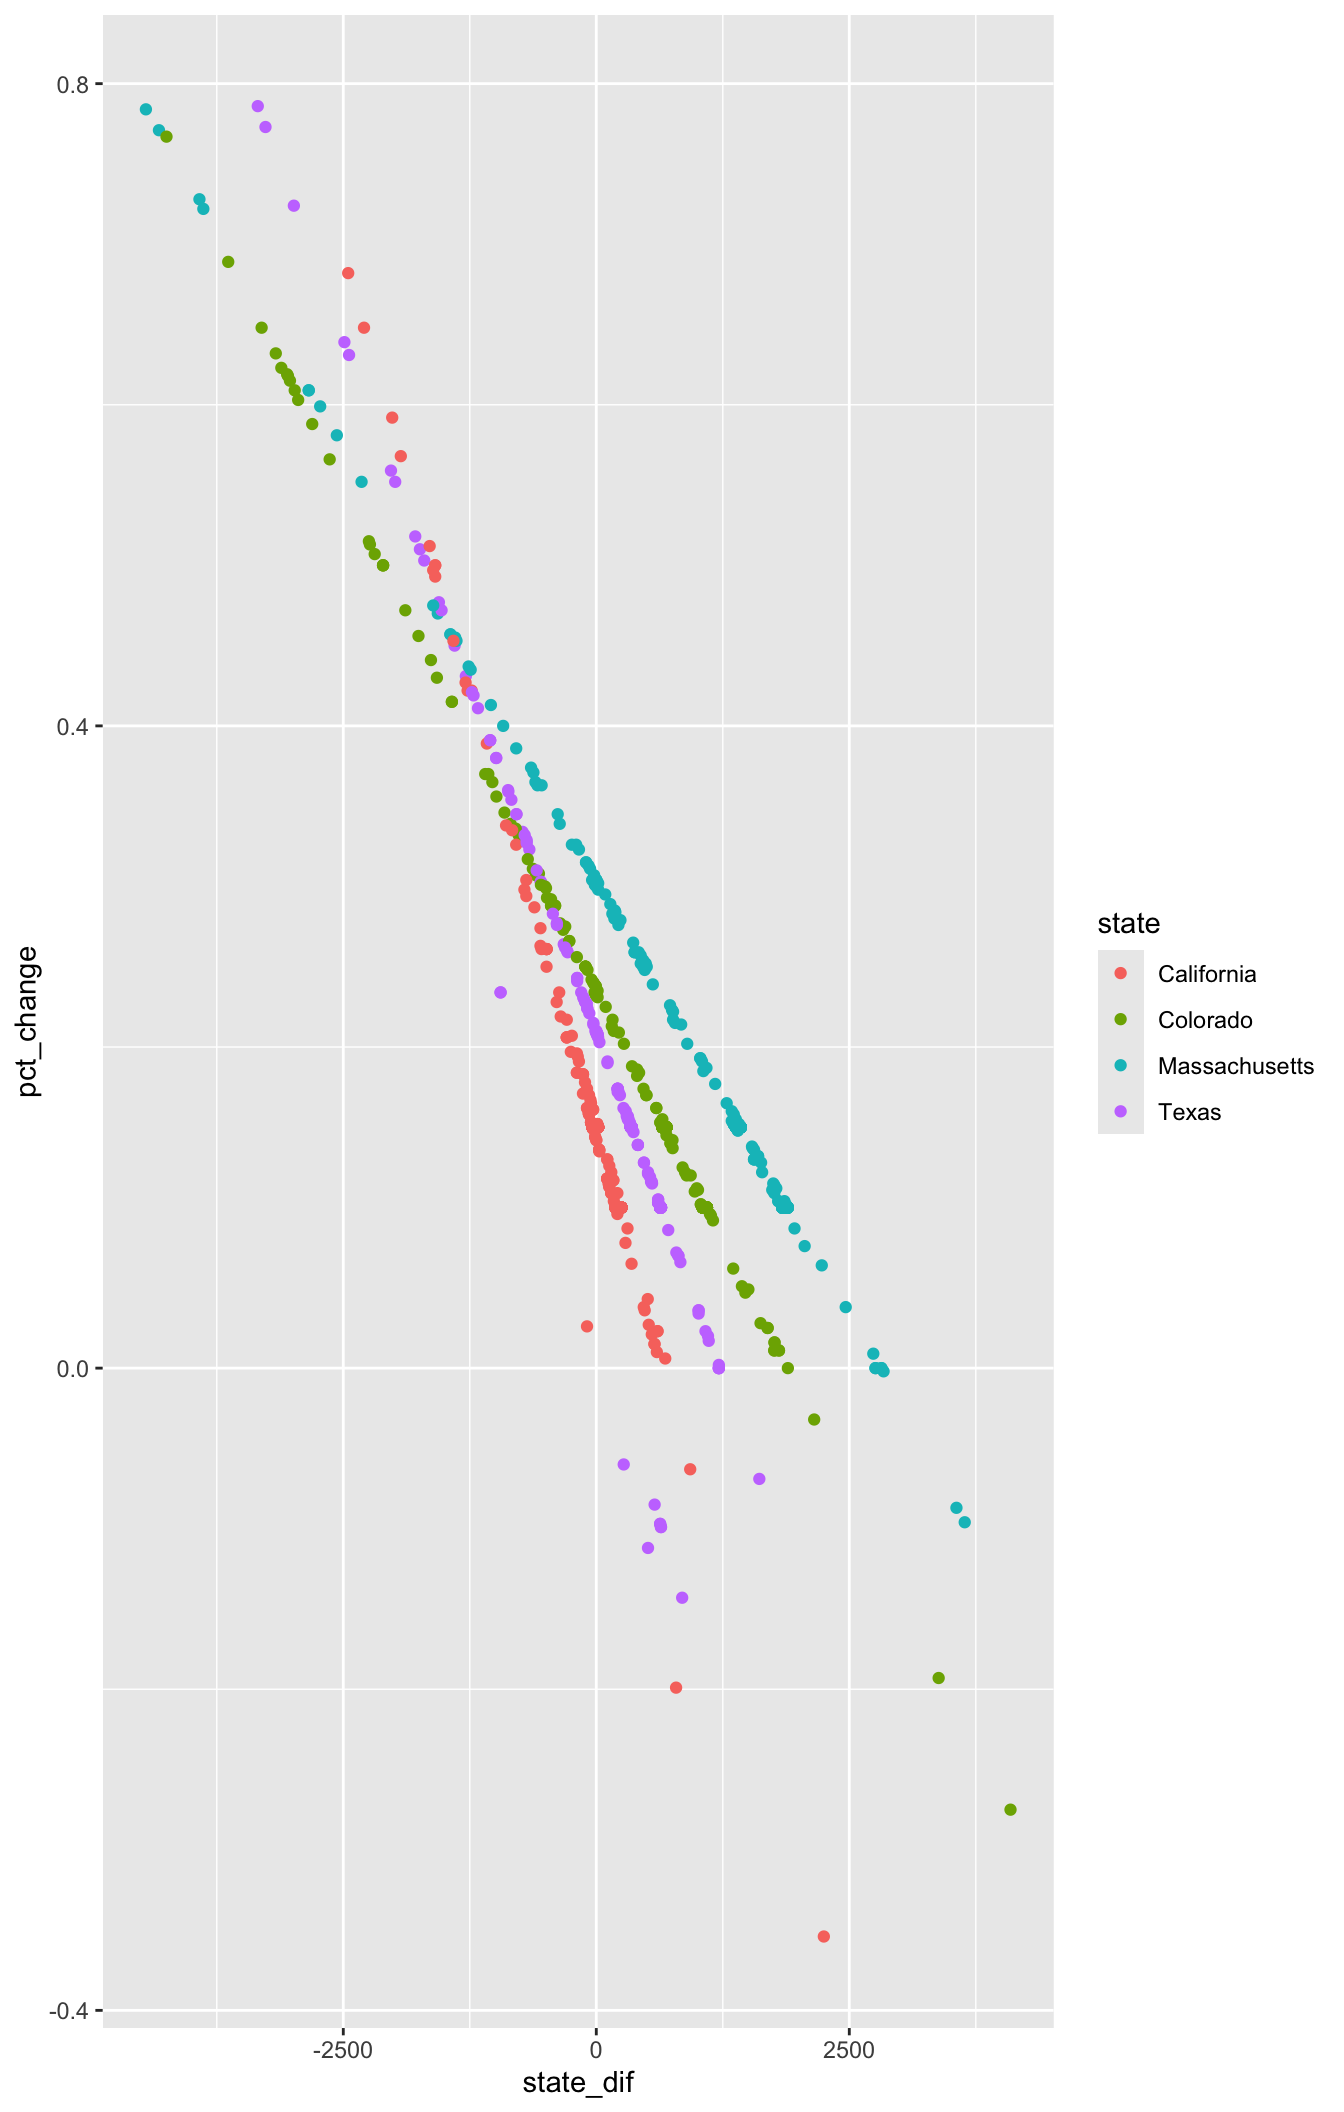 0.8
0.4
0.0
-0.4
pct_change
-2500 0 2500
state_dif
state
California
Colorado
Massachusetts
Texas